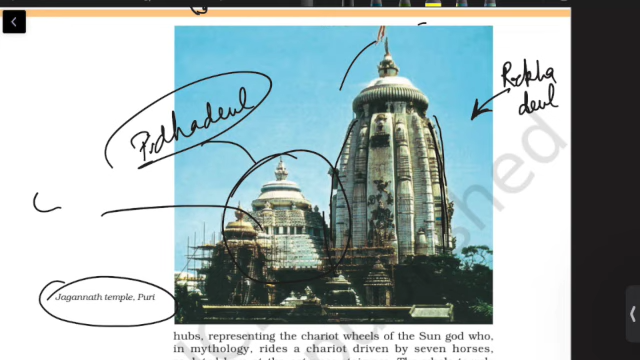 Rekha
deul
Pidhadeul
Jagannath temple, Puri
hubs, representing the chariot wheels of the Sun god who,
in mythology, rides a chariot driven by seven horses,